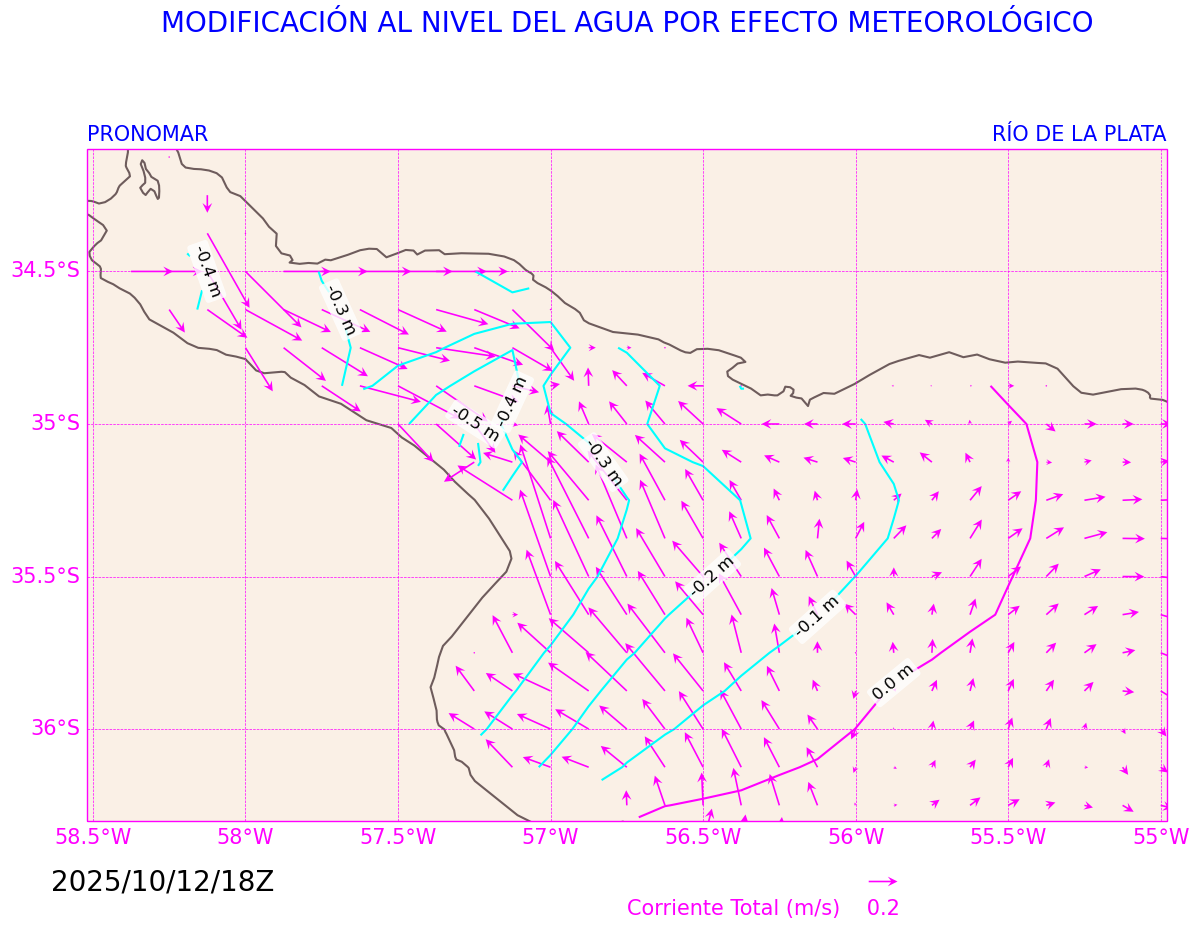 MODIFICACIÓN AL NIVEL DEL AGUA POR EFECTO METEOROLÓGICO
PRONOMAR
RÍO DE LA PLATA
34.5°S
35°S
35.5°S
36°S
-0.4 m
-0.3 m
-0.4 m
-0.5 m
-0.3 m
-0.2 m
-0.1 m
0.0 m
58.5°W 58°W 57.5°W 57°W 56.5°W 56°W 55.5°W 55°W
2025/10/12/18Z
Corriente Total (m/s) 0.2